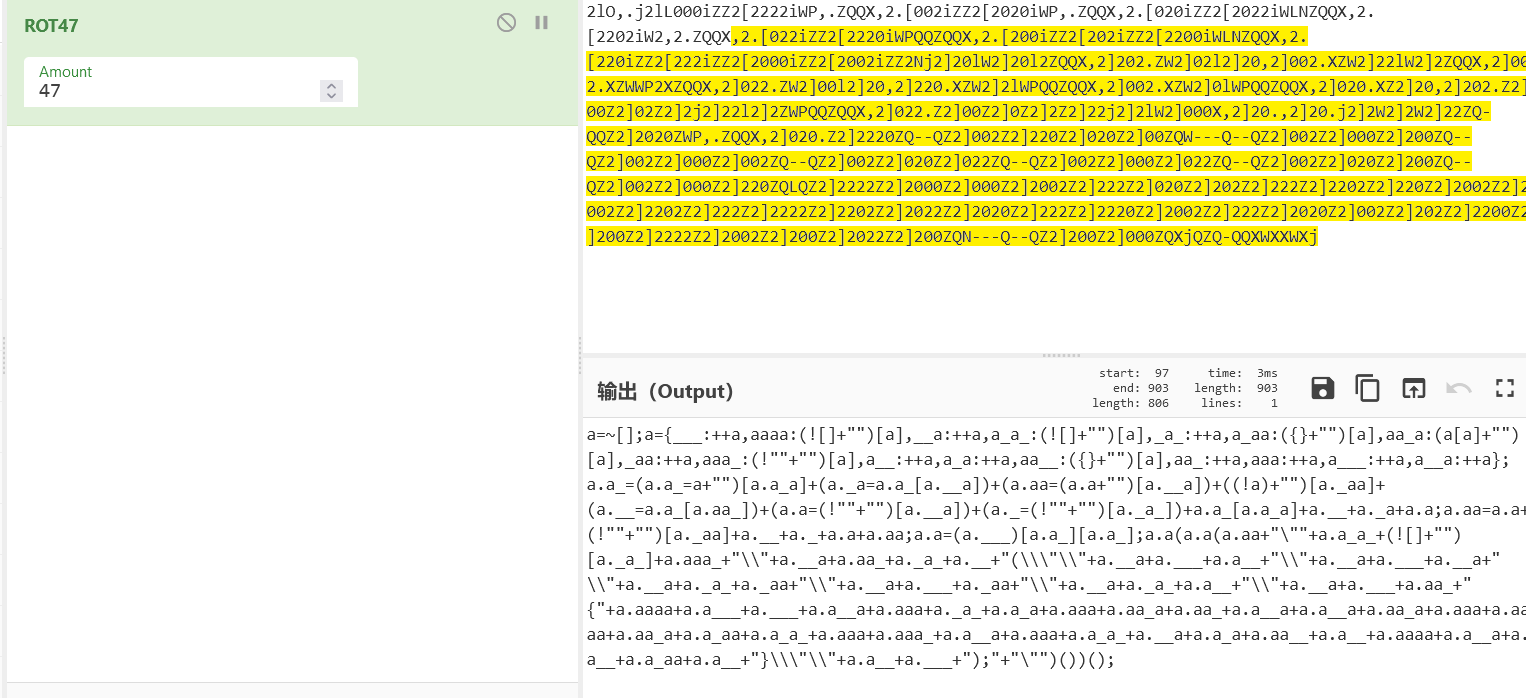 ROT47
Amount
47
2lO,.j2lL000iZZ2[2222iWP,.ZQQX,2.[002iZZ2[2020iWP,.ZQQX,2.[020iZZ2[2022iWLNZQQX,2.
[2202iW2,2.ZQQX,2.[022iZZ2[2220iWPQQZQQX,2.[200iZZ2[202iZZ2[2200iWLNZQQX,2.
[220iZZ2[222iZZ2[2000iZZ2[2002iZZ2Nj2]20lW2]20l2ZQQX,2]202.ZW2]02l2]20,2]002.XZW2]22lW2]2ZQQX,2]00
2.XZWWP2XZQQX,2]022.ZW2]00l2]20,2]220.XZW2]2lWPQQZQQX,2]002.XZW2]0lWPQQZQQX,2]020.XZ2]20,2]202.Z2]
00Z2]02Z2]2j2]22l2]2ZWPQQZQQX,2]022.Z2]00Z2]0Z2]2Z2]22j2]2lW2]000X,2]20.,2]20.j2]2W2]2W2]22ZQ-
QQZ2]2020ZWP,.ZQQX,2]020.Z2]2220ZQ--QZ2]002Z2]220Z2]020Z2]00ZQW---Q--QZ2]002Z2]000Z2]200ZQ--
QZ2]002Z2]000Z2]002ZQ--QZ2]002Z2]020Z2]022ZQ--QZ2]002Z2]000Z2]022ZQ--QZ2]002Z2]020Z2]200ZQ--
QZ2]002Z2]000Z2]220ZQLQZ2]2222Z2]2000Z2]000Z2]2002Z2]222Z2]020Z2]202Z2]222Z2]2202Z2]220Z2]2002Z2]2
002Z2]2202Z2]222Z2]2222Z2]2202Z2]2022Z2]2020Z2]222Z2]2220Z2]2002Z2]222Z2]2020Z2]002Z2]202Z2]2200Z2
]200Z2]2222Z2]2002Z2]200Z2]2022Z2]200ZQN---Q--QZ2]200Z2]000ZQXjQZQ-QQXWXXWXj
输出（Output）
start: 97
end: 903
length: 806
time: 3ms
length: 903
lines: 1
a=~[];a={___:++a,aaaa:(![]+"")[a],__a:++a,a_a_:(![]+"")[a],_a_:++a,a_aa:({}+"")[a],aa_a:(a[a]+"")
[a],_aa:++a,aaa_:(!""+"")[a],a__:++a,a_a:++a,aa__:({}+"")[a],aa_:++a,aaa:++a,a___:++a,a__a:++a};
a.a_=(a.a_=a+"")[a.a_a]+(a._a=a.a_[a.__a])+(a.aa=(a.a+"")[a.__a])+((!a)+"")[a._aa]+
(a.__=a.a_[a.aa_])+(a.a=(!""+"")[a.__a])+(a._=(!""+"")[a._a_])+a.a_[a.a_a]+a.__+a._a+a.a;a.aa=a.a+
(!""+"")[a._aa]+a.__+a._+a.a+a.aa;a.a=(a.___)[a.a_][a.a_];a.a(a.a(a.aa+"\""+a.a_a_+(![]+"")
[a._a_]+a.aaa_+"\\"+a.__a+a.aa_+a._a_+a.__+"(\\\"\\"+a.__a+a.___+a.a__+"\\"+a.__a+a.___+a.__a+"
\\"+a.__a+a._a_+a._aa+"\\"+a.__a+a.___+a._aa+"\\"+a.__a+a._a_+a.a__+"\\"+a.__a+a.___+a.aa_+"
{"+a.aaaa+a.a___+a.___+a.a__a+a.aaa+a._a_+a.a_a+a.aaa+a.aa_a+a.aa_+a.a__a+a.a__a+a.aa_a+a.aaa+a.aa
aa+a.aa_a+a.a_aa+a.a_a_+a.aaa+a.aaa_+a.a__a+a.aaa+a.a_a_+a.__a+a.a_a+a.aa__+a.a__+a.aaaa+a.a__a+a.
a__+a.a_aa+a.a__+"}\\\"\\"+a.a__+a.___+");"+"\"")())();